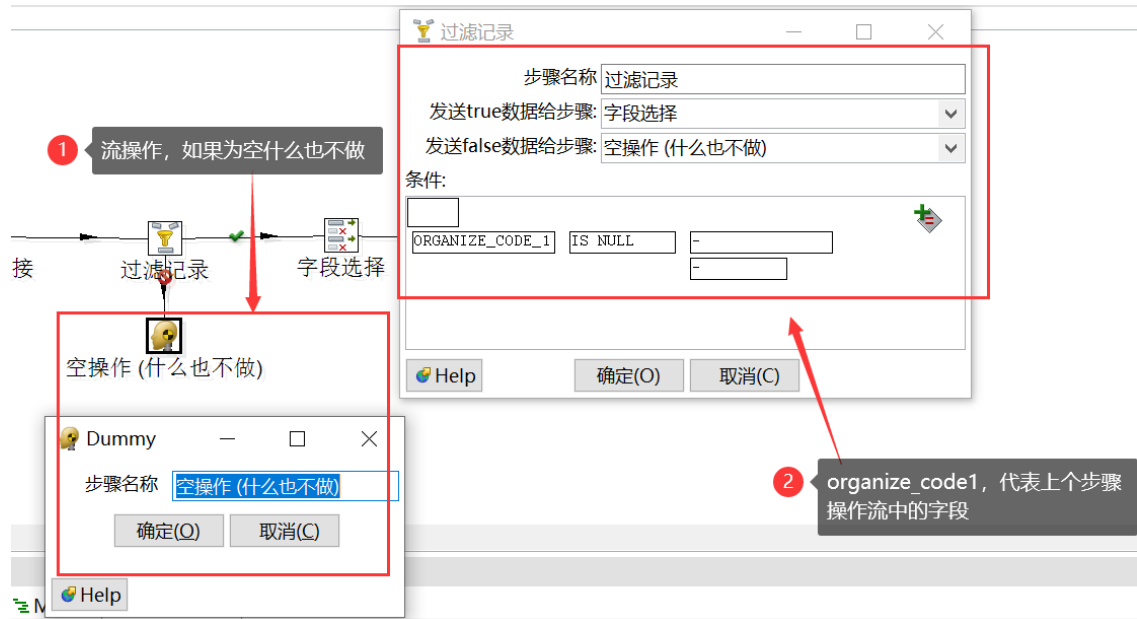 过滤记录
步骤名称 过滤记录
发送true数据给步骤: 字段选择
发送false数据给步骤: 空操作 (什么也不做)
条件:
ORGANIZE_CODE_1 IS NULL -
-
Help 确定(O) 取消(C)
1 流操作，如果为空什么也不做
接 过滤记录 字段选择
空操作 (什么也不做)
Dummy
步骤名称 空操作 (什么也不做)
确定(O) 取消(C)
Help
2 organize_code1，代表上个步骤
操作流中的字段